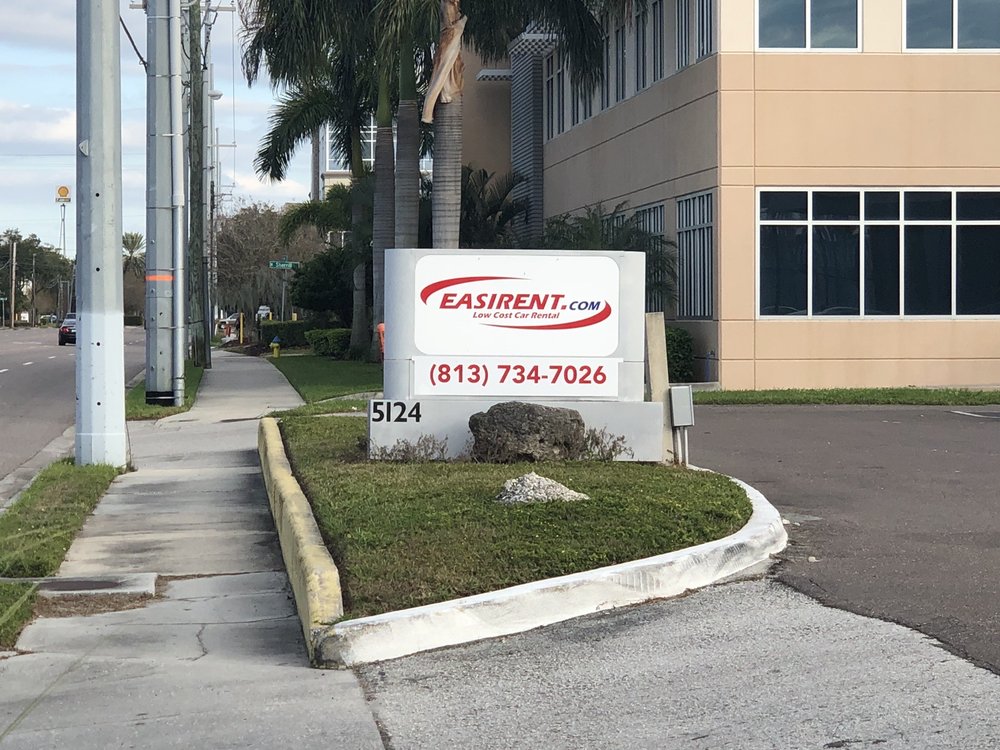 EASIRENT.COM
Low Cost Car Rental
(813) 734-7026
5124